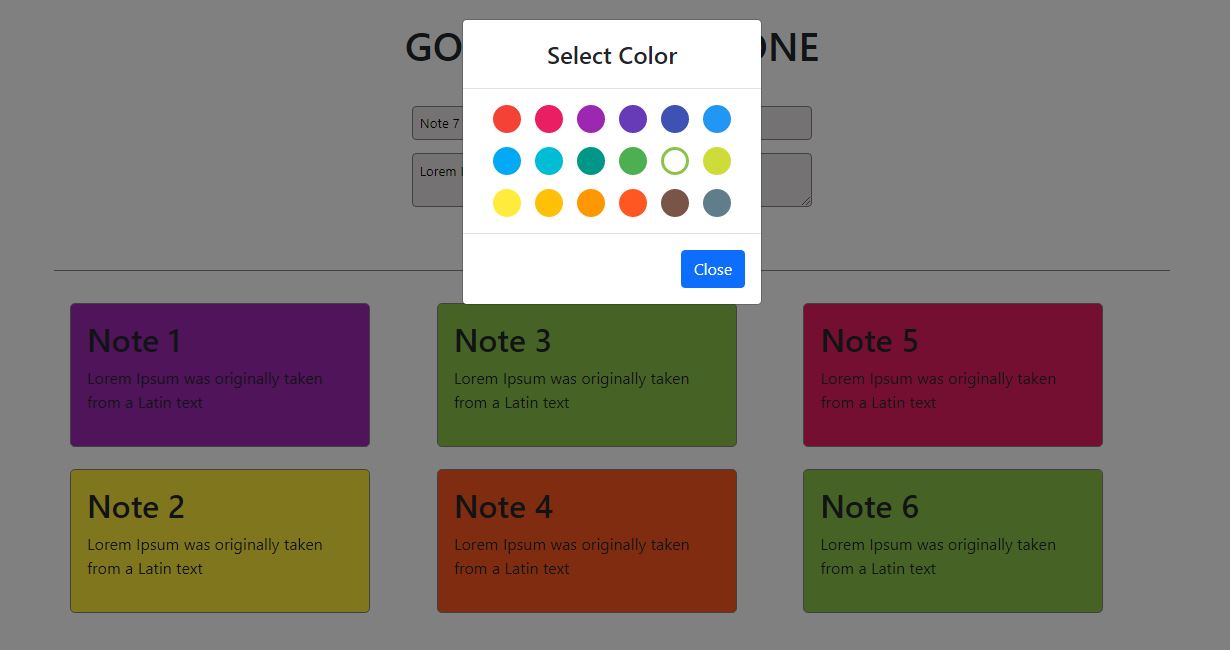 GO
ONE
Select Color
Note 7
Lorem
Close
Note 1
Lorem Ipsum was originally taken
from a Latin text
Note 3
Lorem Ipsum was originally taken
from a Latin text
Note 5
Lorem Ipsum was originally taken
from a Latin text
Note 2
Lorem Ipsum was originally taken
from a Latin text
Note 4
Lorem Ipsum was originally taken
from a Latin text
Note 6
Lorem Ipsum was originally taken
from a Latin text